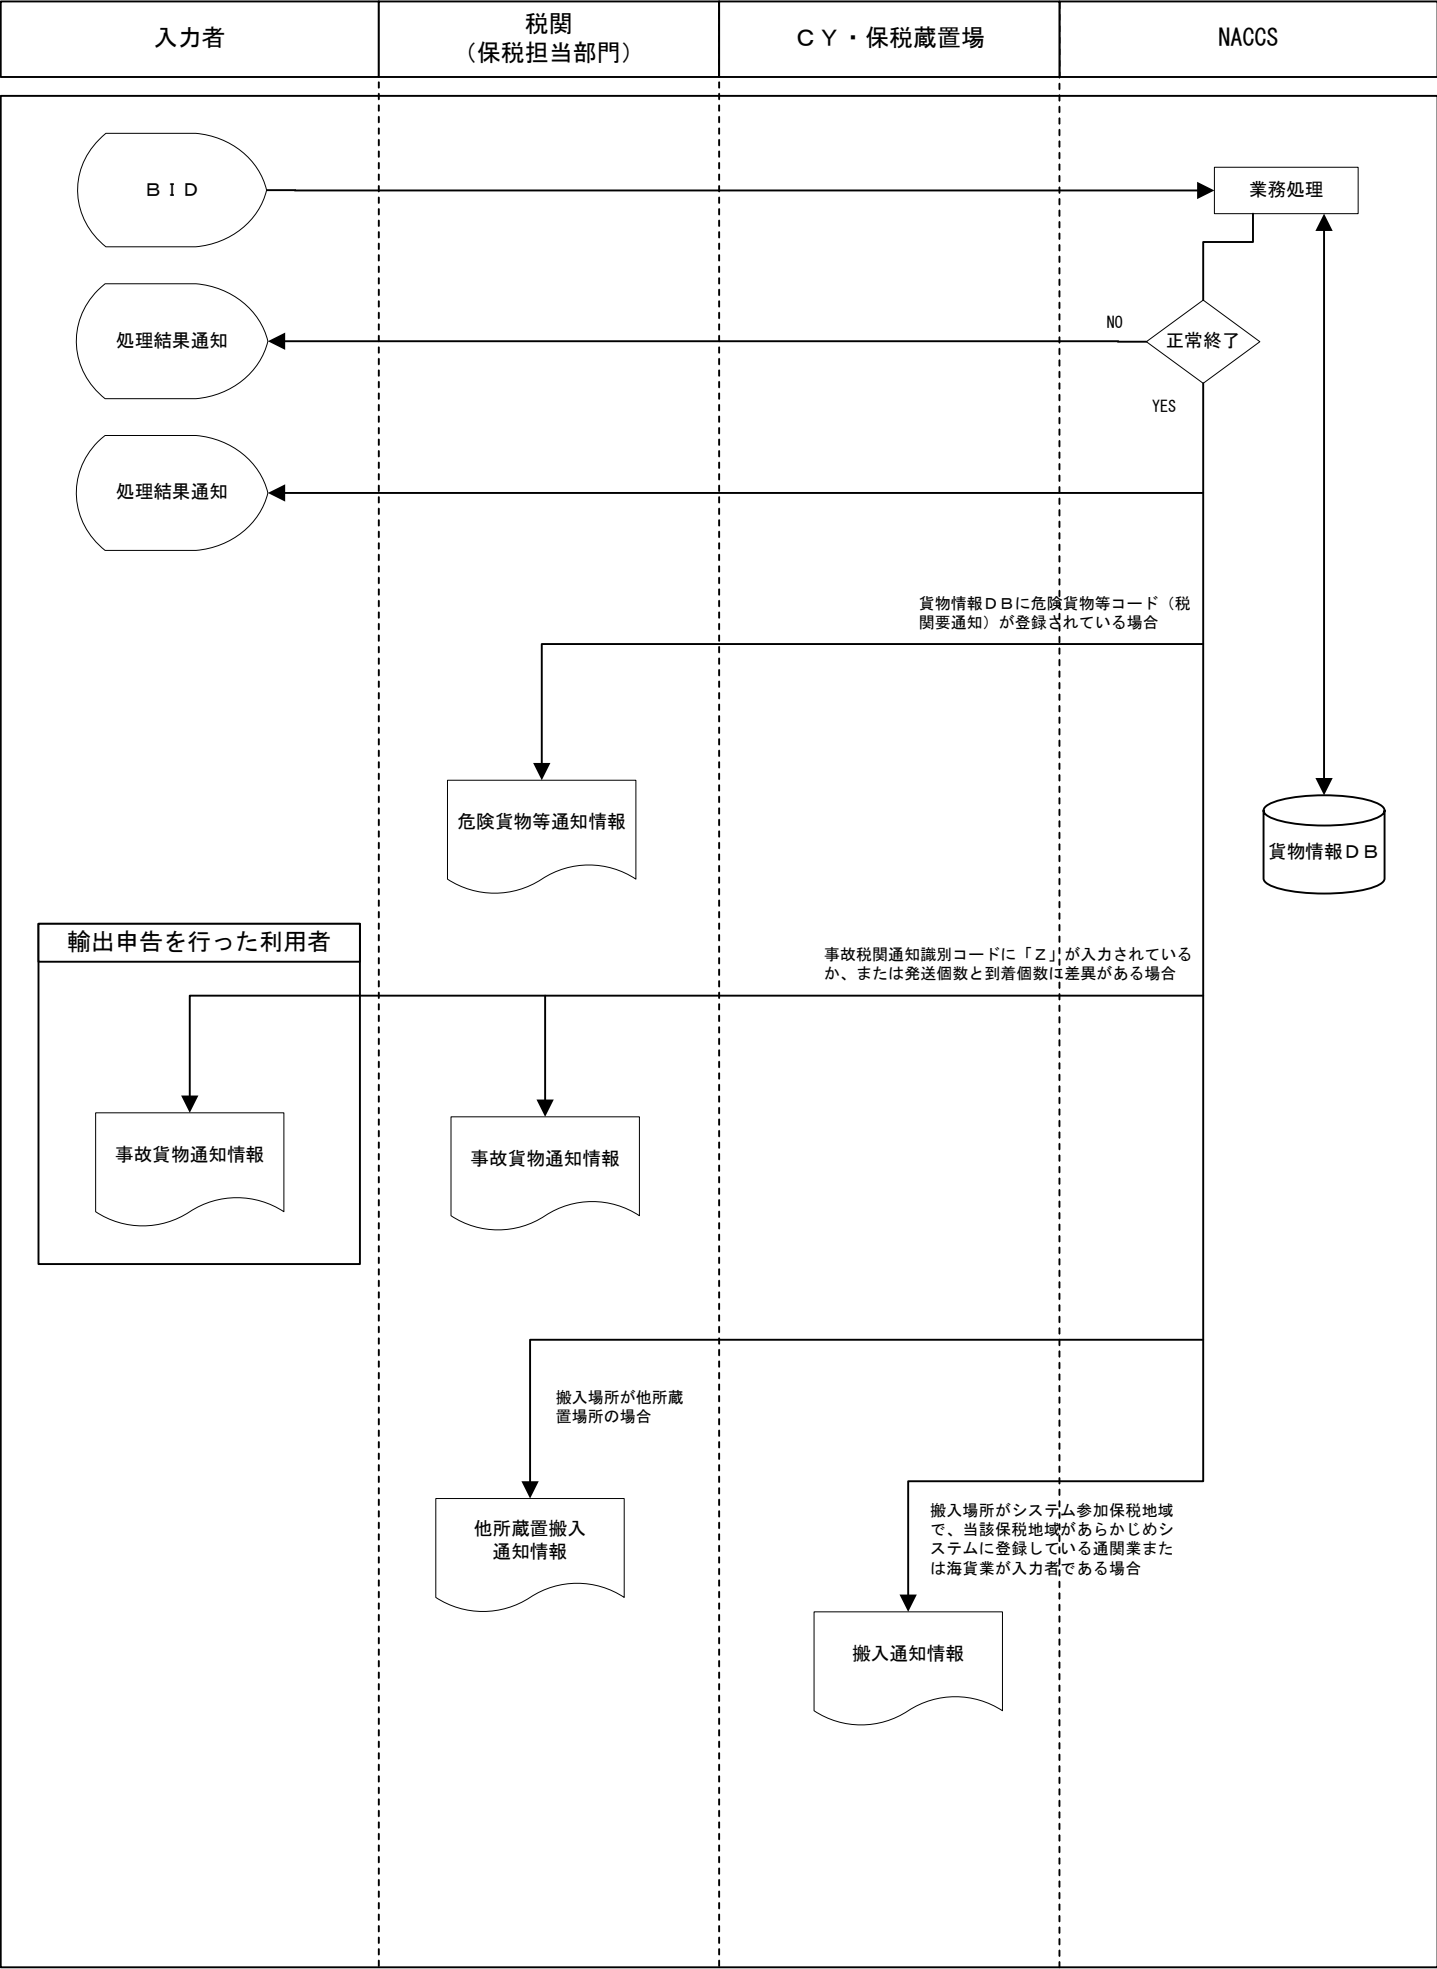 入力者
税関
（保税担当部門）
ＣＹ・保税蔵置場
NACCS
ＢＩＤ
業務処理
処理結果通知
NO
正常終了
YES
処理結果通知
貨物情報ＤＢに危険貨物等コード（税
関要通知）が登録されている場合
危険貨物等通知情報
貨物情報ＤＢ
輸出申告を行った利用者
事故税関通知識別コードに「Ｚ」が入力されている
か、または発送個数と到着個数に差異がある場合
事故貨物通知情報
事故貨物通知情報
搬入場所が他所蔵
置場所の場合
他所蔵置搬入
通知情報
搬入場所がシステム参加保税地域
で、当該保税地域があらかじめシ
ステムに登録している通関業また
は海貨業が入力者である場合
搬入通知情報